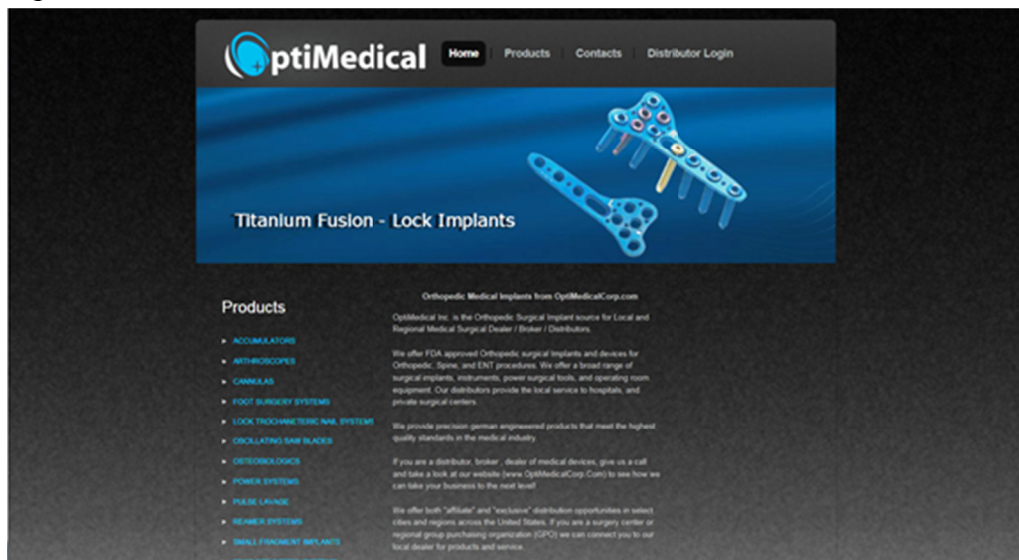 OptiMedical
Home
Products
Contacts
Distributor Login
Titanium Fusion - Lock Implants
Products
ACCUMULATORS
ARTHROSCOPES
CANNULAS
FOOT SURGERY SYSTEMS
LOCK TROCHANETERIC NAIL SYSTEM
OSCILLATING SAW BLADES
OSTEOBIOLOGICS
POWER SYSTEMS
PULSE LAVAGE
REAMER SYSTEMS
SMALL FRAGMENT IMPLANTS
Orthopedic Medical Implants from OptiMedicalCorp.com
OptiMedical Inc. is the Orthopedic Surgical Implant source for Local and
Regional Medical Surgical Dealer / Broker / Distributors.
We offer FDA approved Orthopedic surgical Implants and devices for
Orthopedic, Spine, and ENT procedures. We offer a broad range of
surgical implants, instruments, power surgical tools, and operating room
equipment. Our distributors provide the local service to hospitals, and
private surgical centers.
We provide precision german engineered products that meet the highest
quality standards in the medical industry.
If you are a distributor, broker , dealer of medical devices, give us a call
and take a look at our website (www.OptiMedicalCorp.Com) to see how we
can take your business to the next level!
We offer both "affiliate" and "exclusive" distribution opportunities in select
cities and regions across the United States. If you are a surgery center or
regional group purchasing organization (GPO) we can connect you to our
local dealer for products and service.